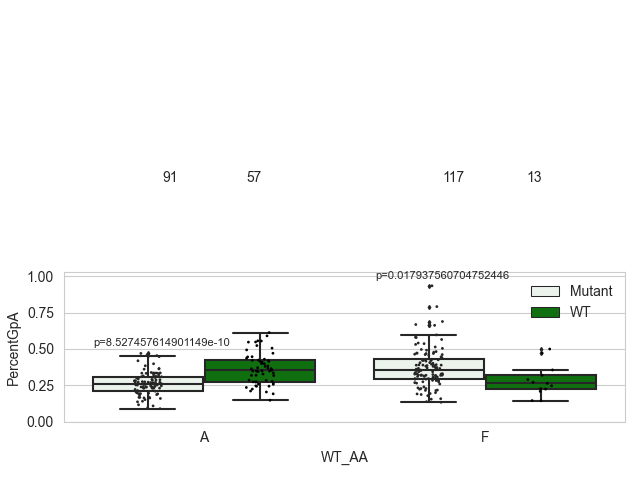 91 57 117 13
1.00
0.75
0.50
0.25
0.00
PercentGpA
p=8.527457614901149e-10
p=0.017937560704752446
Mutant
WT
A F
WT_AA